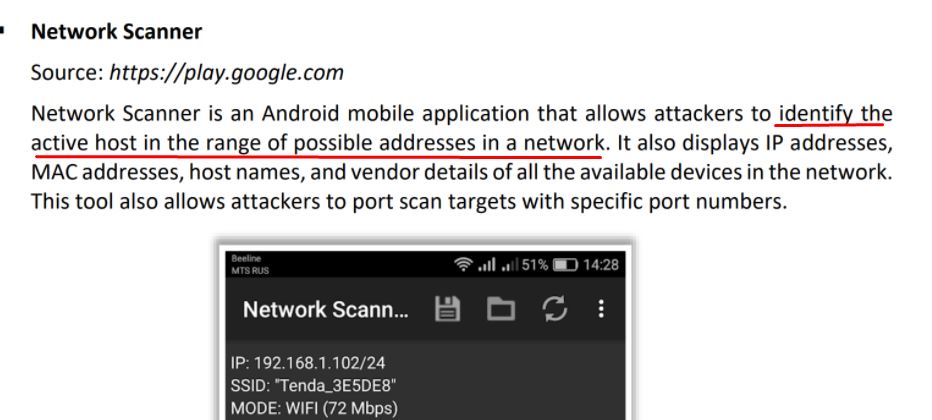 Network Scanner
Source: https://play.google.com
Network Scanner is an Android mobile application that allows attackers to identify the
active host in the range of possible addresses in a network. It also displays IP addresses,
MAC addresses, host names, and vendor details of all the available devices in the network.
This tool also allows attackers to port scan targets with specific port numbers.
Beeline
MTS RUS
51% 14:28
Network Scann...
IP: 192.168.1.102/24
SSID: "Tenda_3E5DE8"
MODE: WIFI (72 Mbps)